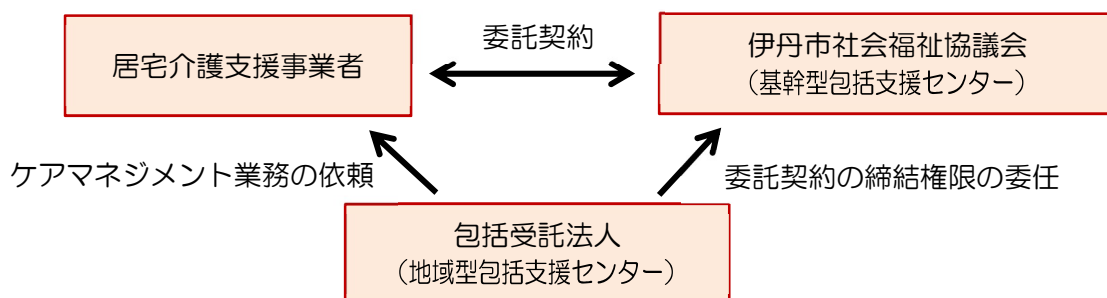 居宅介護支援事業者
委託契約
伊丹市社会福祉協議会
（基幹型包括支援センター）
ケアマネジメント業務の依頼
委託契約の締結権限の委任
包括受託法人
（地域型包括支援センター）